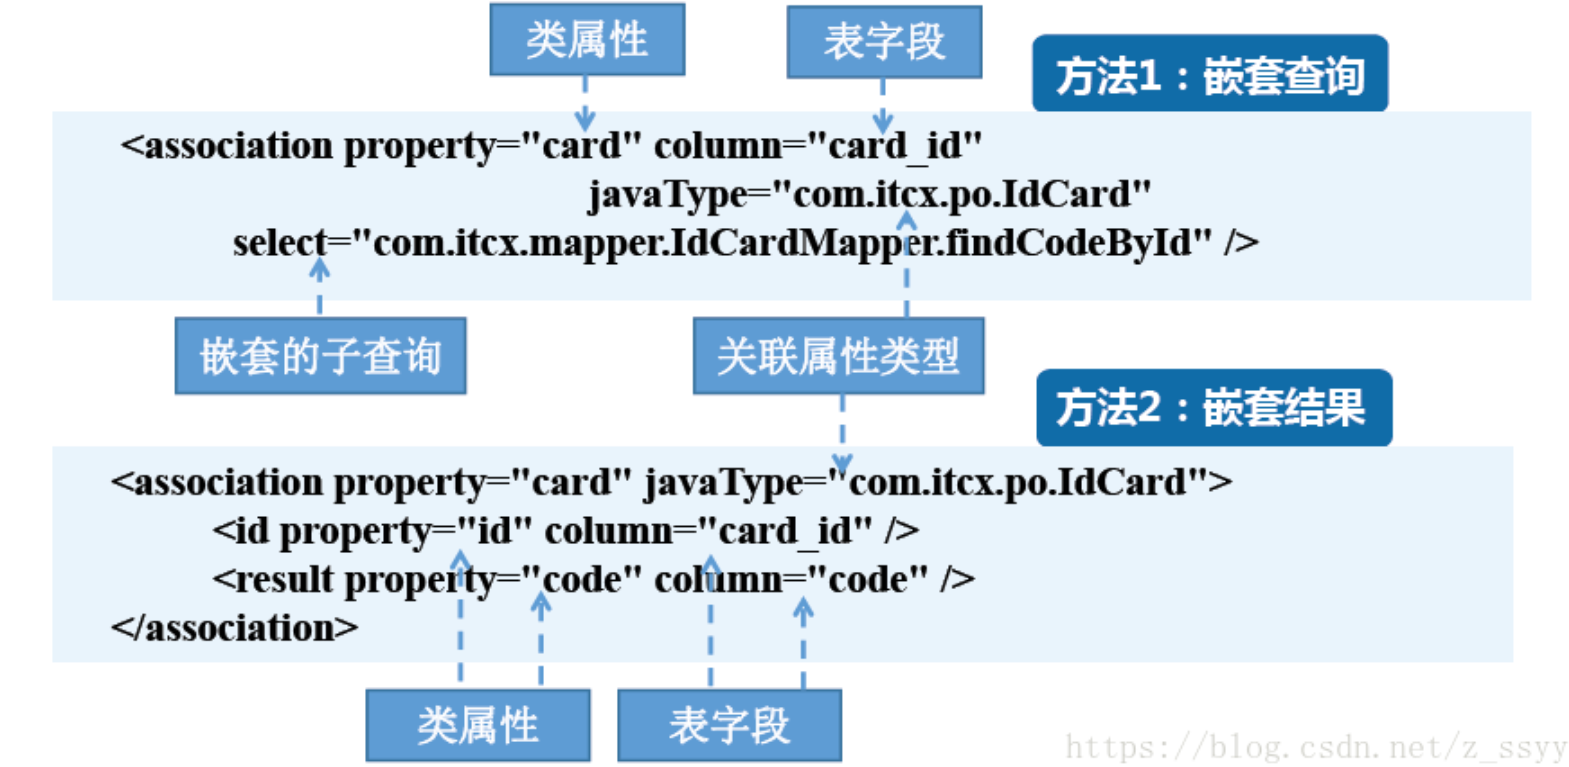 类属性
表字段
方法1：嵌套查询
<association property="card" column="card_id"
javaType="com.itcx.po.IdCard"
select="com.itcx.mapper.IdCardMapper.findCodeById" />
嵌套的子查询
关联属性类型
方法2：嵌套结果
<association property="card" javaType="com.itcx.po.IdCard">
<id property="id" column="card_id" />
<result property="code" column="code" />
</association>
类属性
表字段
https://blog.csdn.net/z_ssyy